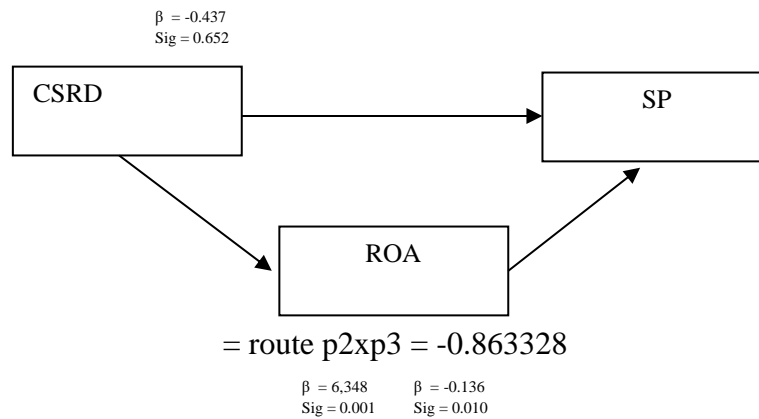 β = -0.437
Sig = 0.652
CSRD
SP
ROA
= route p2xp3 = -0.863328
β = 6,348 β = -0.136
Sig = 0.001 Sig = 0.010